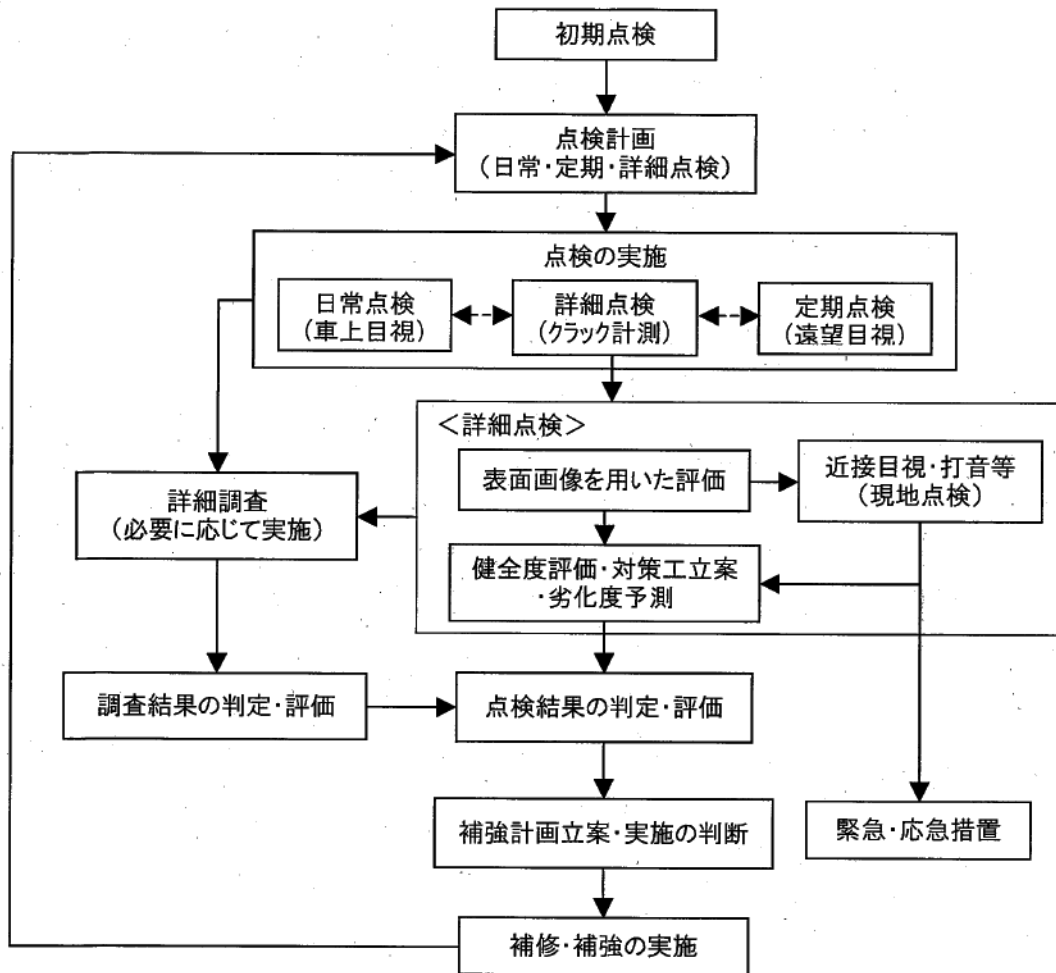 初期点検
点検計画
(日常・定期・詳細点検)
点検の実施
日常点検
(車上目視)
詳細点検
(クラック計測)
定期点検
(遠望目視)
<詳細点検>
表面画像を用いた評価
近接目視・打音等
(現地点検)
詳細調査
(必要に応じて実施)
健全度評価・対策工立案
・劣化度予測
調査結果の判定・評価
点検結果の判定・評価
補強計画立案・実施の判断
緊急・応急措置
補修・補強の実施